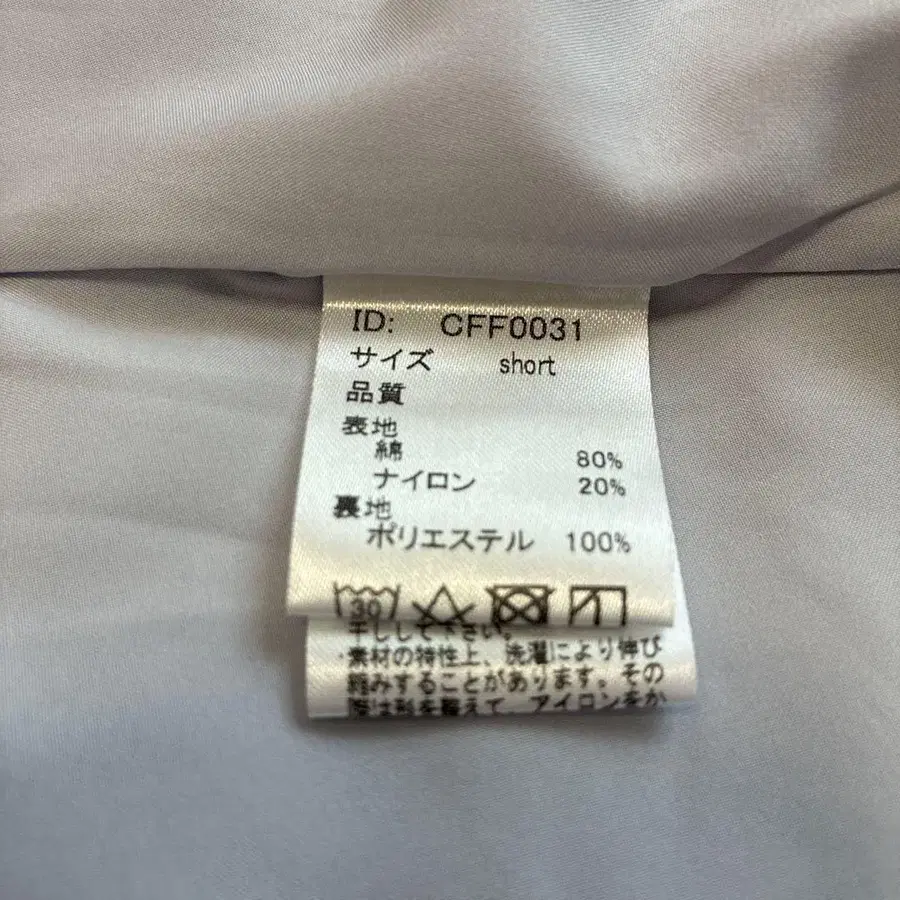 ID: CFF0031
サイズ short
品質
表地
綿 80%
ナイロン 20%
裏地
ポリエステル 100%
30
干しして下さい。
・素材の特性上、洗濯により伸び
縮みすることがあります。その
際は形を整えて、アイロンをか